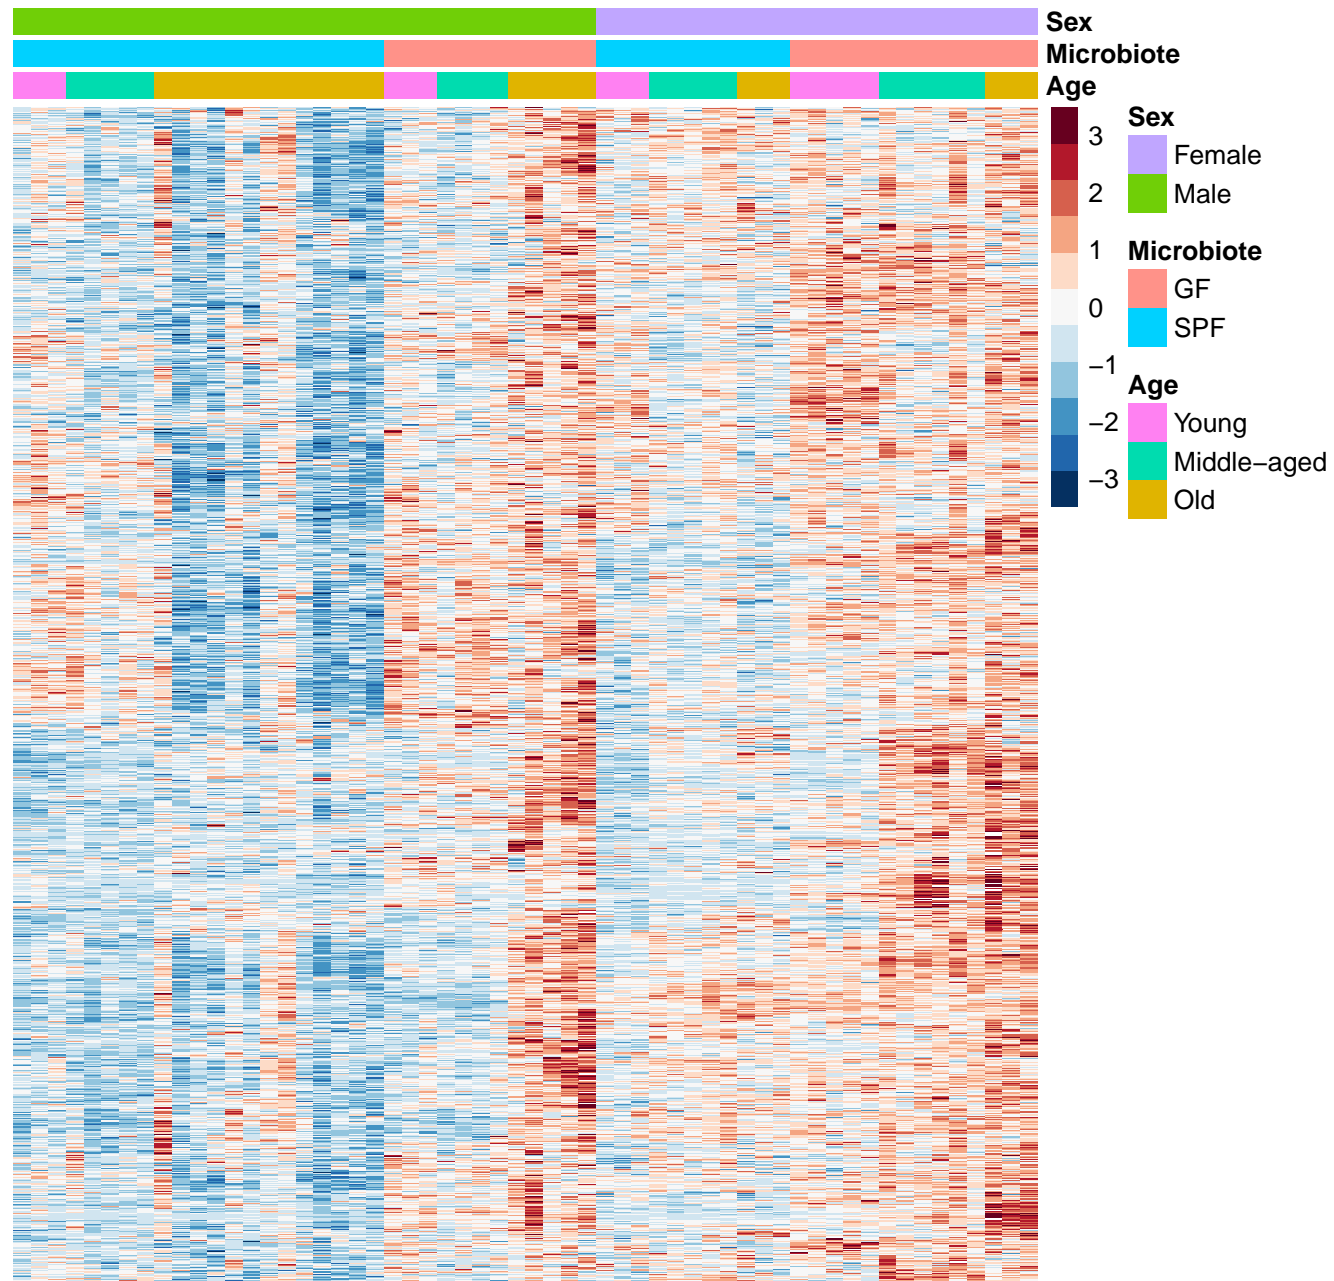 Sex
Microbiote
Age
3
2
1
0
−1
−2
−3
Sex
Female
Male
Microbiote
GF
SPF
Age
Young
Middle−aged
Old